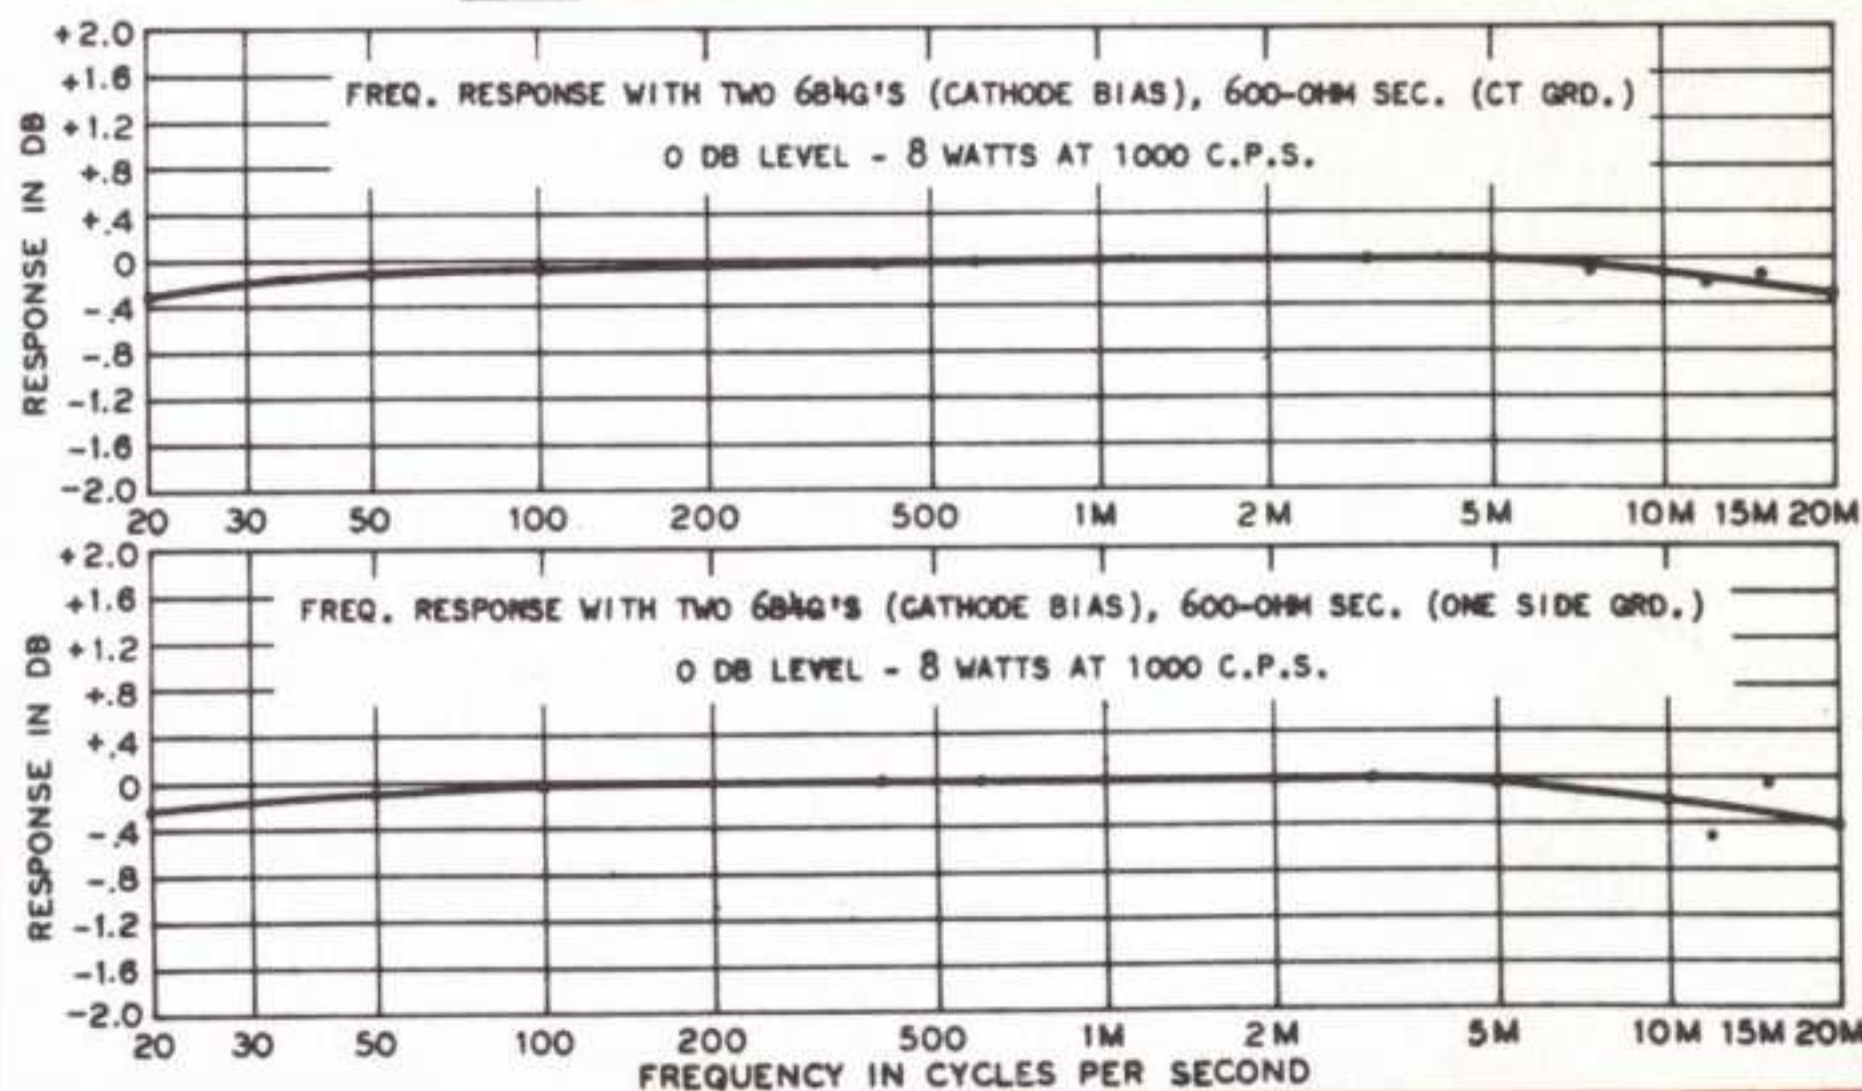 +2.0
+1.6
+1.2
+.8
+.4
0
-.4
-.8
-1.2
-1.6
-2.0
RESPONSE IN DB
FREQ. RESPONSE WITH TWO 6B4G'S (CATHODE BIAS), 600-OHM SEC. (CT GRD.)
0 DB LEVEL - 8 WATTS AT 1000 C.P.S.
20 30 50 100 200 500 1M 2M 5M 10M 15M 20M
+2.0
+1.6
+1.2
+.8
+.4
0
-.4
-.8
-1.2
-1.6
-2.0
RESPONSE IN DB
FREQ. RESPONSE WITH TWO 6B4G'S (CATHODE BIAS), 600-OHM SEC. (ONE SIDE GRD.)
0 DB LEVEL - 8 WATTS AT 1000 C.P.S.
20 30 50 100 200 500 1M 2M 5M 10M 15M 20M
FREQUENCY IN CYCLES PER SECOND